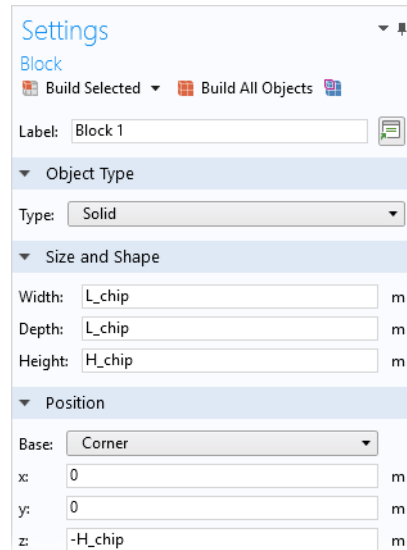 Settings
Block
Build Selected Build All Objects
Label: Block 1
Object Type
Type: Solid
Size and Shape
Width: L_chip m
Depth: L_chip m
Height: H_chip m
Position
Base: Corner
x: 0 m
y: 0 m
z: -H_chip m